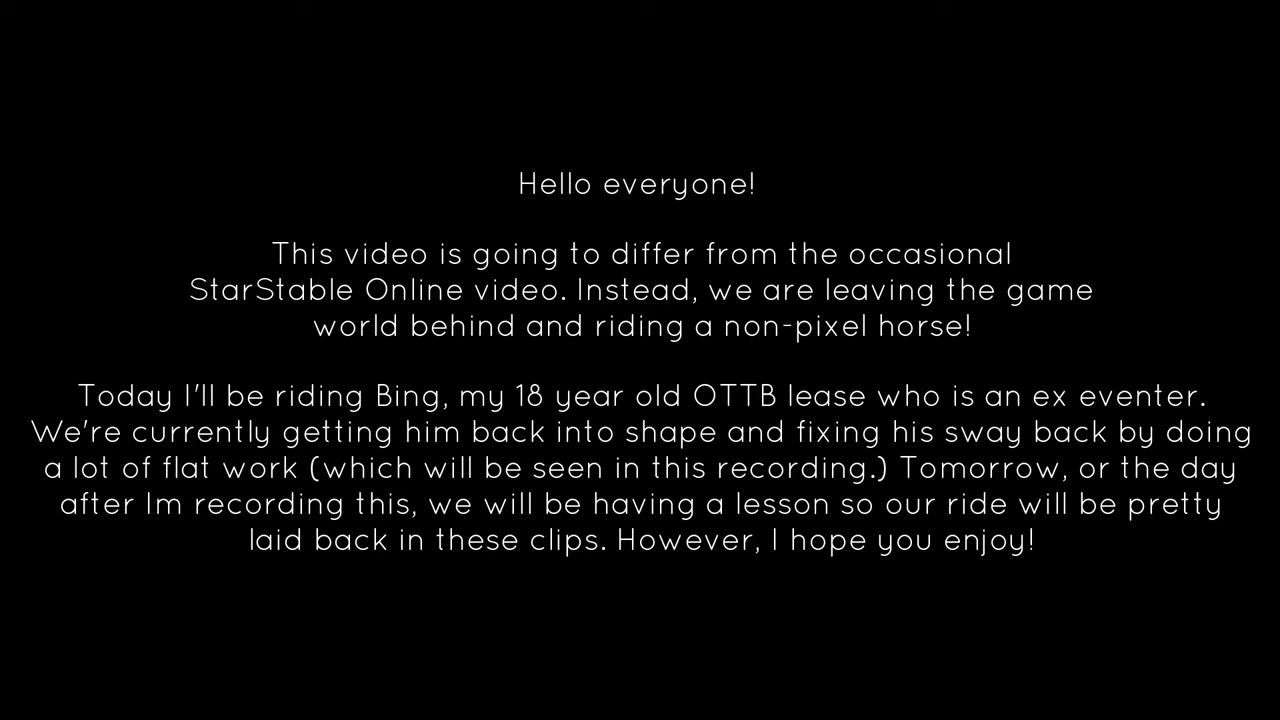 Hello everyone!
This video is going to differ from the occasional
StarStable Online video. Instead, we are leaving the game
world behind and riding a non-pixel horse!
Today I'll be riding Bing, my 18 year old OTTB lease who is an ex eventer.
We're currently getting him back into shape and fixing his sway back by doing
a lot of flat work (which will be seen in this recording.) Tomorrow, or the day
after Im recording this, we will be having a lesson so our ride will be pretty
laid back in these clips. However, I hope you enjoy!